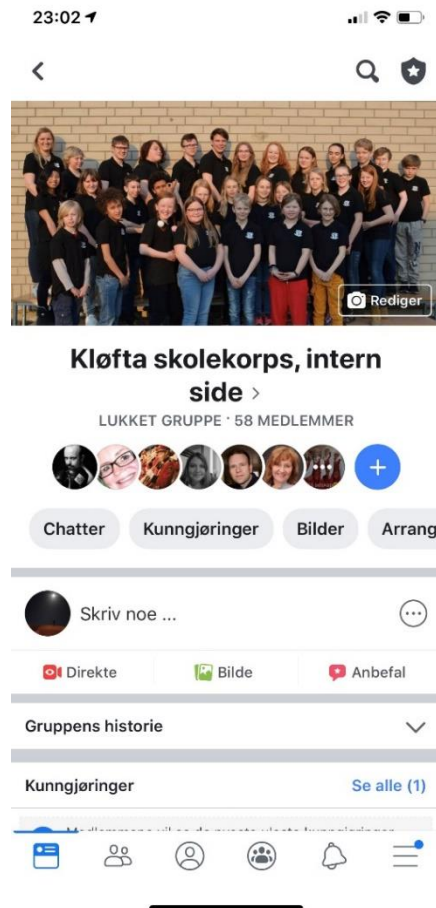 23:02
Rediger
Kløfta skolekorps, intern
side >
LUKKET GRUPPE · 58 MEDLEMMER
Chatter Kunngjøringer Bilder Arrang
Skriv noe ...
Direkte Bilde Anbefal
Gruppens historie
Kunngjøringer Se alle (1)